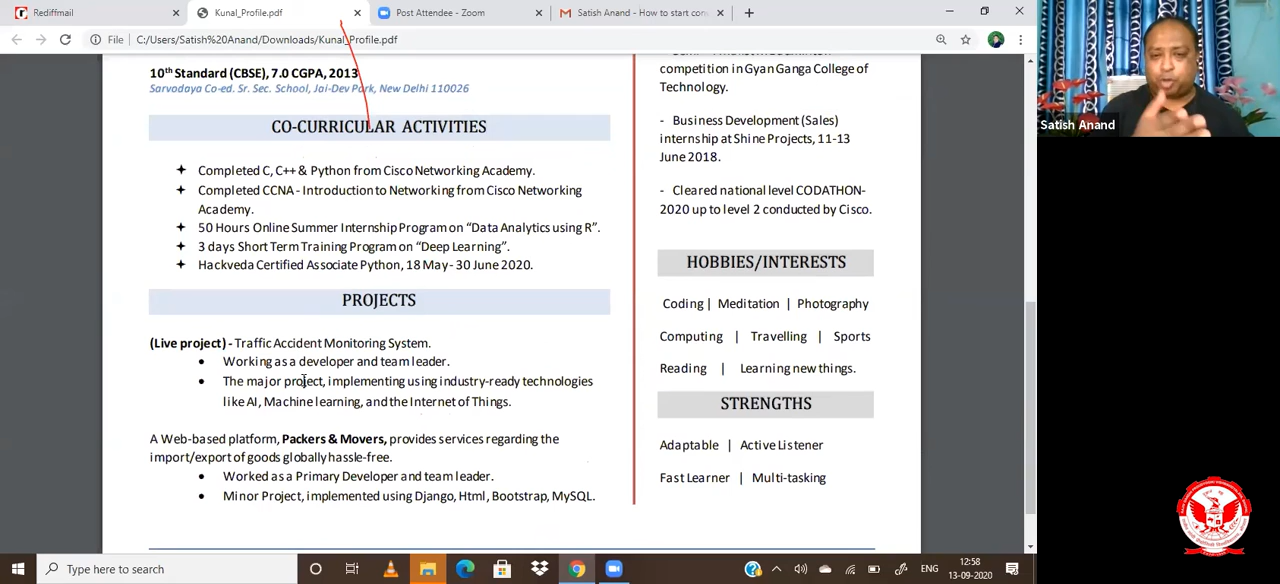 Rediffmail
Kunal_Profile.pdf
Post Attendee - Zoom
Satish Anand - How to start con
File
C:/Users/Satish%20Anand/Downloads/Kunal_Profile.pdf
10th Standard (CBSE), 7.0 CGPA, 2013
Sarvodaya Co-ed. Sr. Sec. School, Jai-Dev Park, New Delhi 110026
CO-CURRICULAR ACTIVITIES
Completed C, C++ & Python from Cisco Networking Academy.
Completed CCNA - Introduction to Networking from Cisco Networking
Academy.
50 Hours Online Summer Internship Program on “Data Analytics using R”.
3 days Short Term Training Program on “Deep Learning”.
Hackveda Certified Associate Python, 18 May - 30 June 2020.
PROJECTS
(Live project) - Traffic Accident Monitoring System.
Working as a developer and team leader.
The major project, implementing using industry-ready technologies
like AI, Machine learning, and the Internet of Things.
A Web-based platform, Packers & Movers, provides services regarding the
import/export of goods globally hassle-free.
Worked as a Primary Developer and team leader.
Minor Project, implemented using Django, Html, Bootstrap, MySQL.
competition in Gyan Ganga College of
Technology.
- Business Development (Sales)
internship at Shine Projects, 11-13
June 2018.
- Cleared national level CODATHON-
2020 up to level 2 conducted by Cisco.
HOBBIES/INTERESTS
Coding | Meditation | Photography
Computing | Travelling | Sports
Reading | Learning new things.
STRENGTHS
Adaptable | Active Listener
Fast Learner | Multi-tasking
Satish Anand
Type here to search
ENG
12:58
13-09-2020